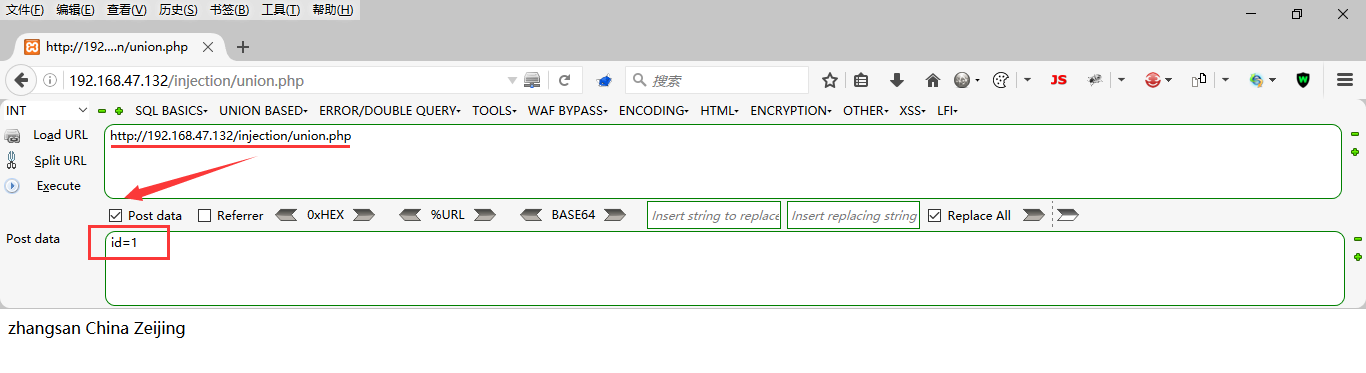 文件(F) 编辑(E) 查看(V) 历史(S) 书签(B) 工具(T) 帮助(H)
http://192....n/union.php
192.168.47.132/injection/union.php 搜索 JS W
INT SQL BASICS UNION BASED ERROR/DOUBLE QUERY TOOLS WAF BYPASS ENCODING HTML ENCRYPTION OTHER XSS LFI
Load URL http://192.168.47.132/injection/union.php
Split URL
Execute
Post data Referrer 0xHEX %URL BASE64 Insert string to replace Insert replacing string Replace All
Post data id=1
zhangsan China Zeijing